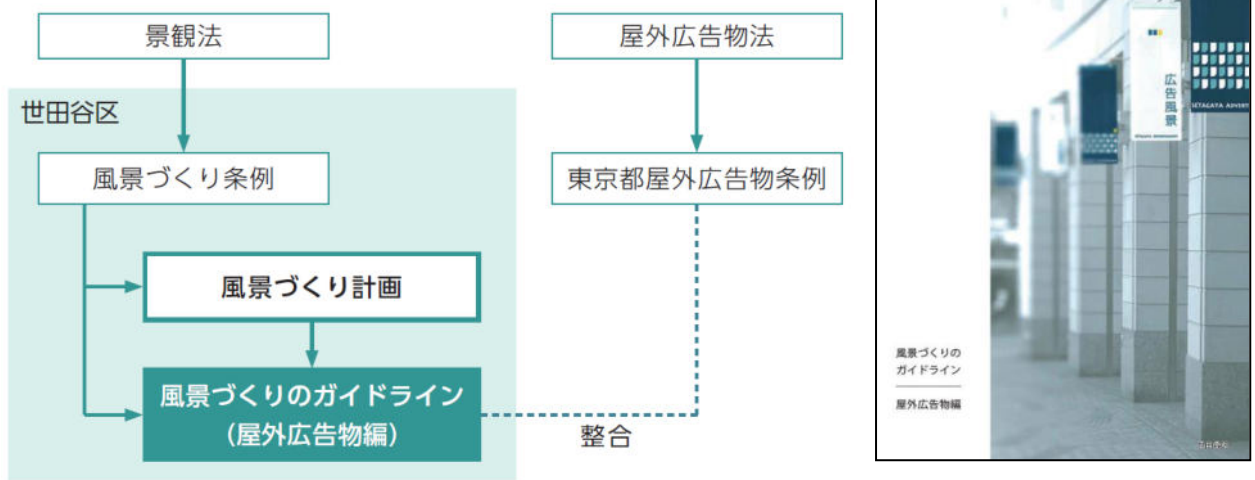 景観法
屋外広告物法
世田谷区
風景づくり条例
東京都屋外広告物条例
風景づくり計画
風景づくりのガイドライン
（屋外広告物編）
整合
広告風景
SETAGAYA ADVERT
風景づくりの
ガイドライン
屋外広告物編